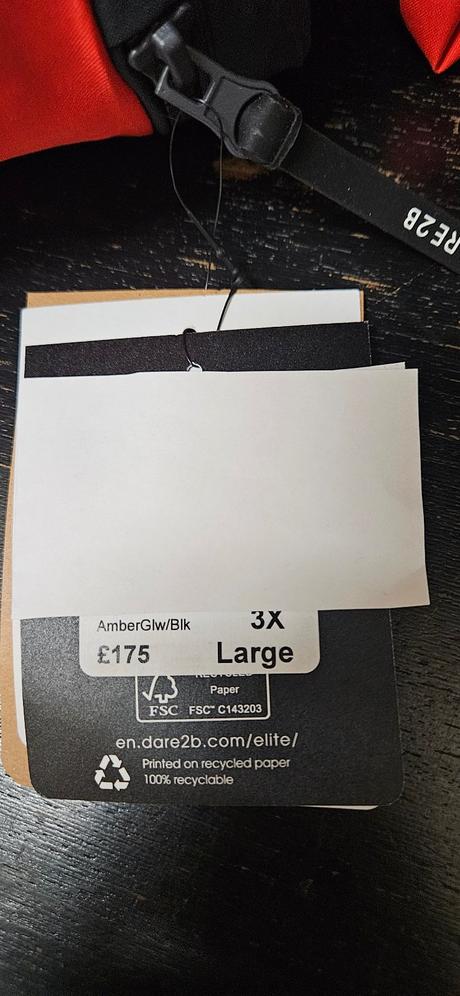 RE2B
AmberGlw/Blk 3X
£175 Large
RECYCLED
Paper
FSC FSC™ C143203
en.dare2b.com/elite/
Printed on recycled paper
100% recyclable